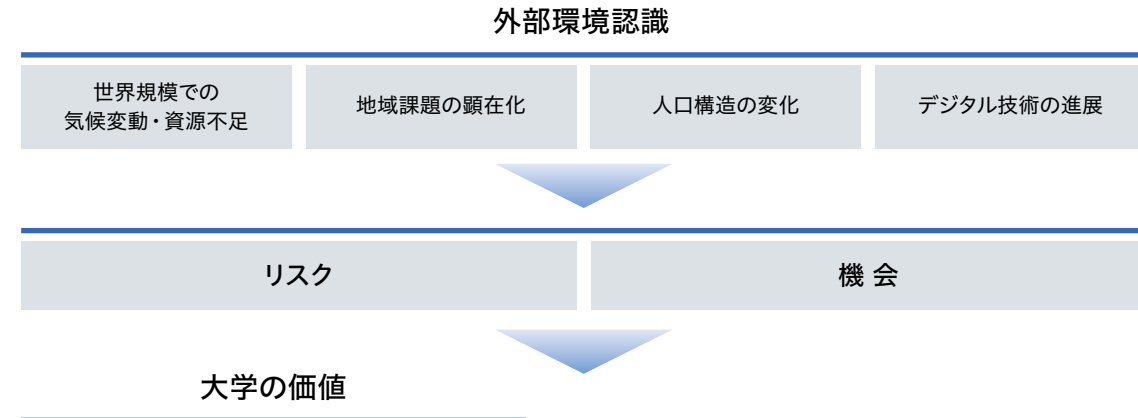 外部環境認識
世界規模での
気候変動・資源不足
地域課題の顕在化
人口構造の変化
デジタル技術の進展
リスク
機 会
大学の価値